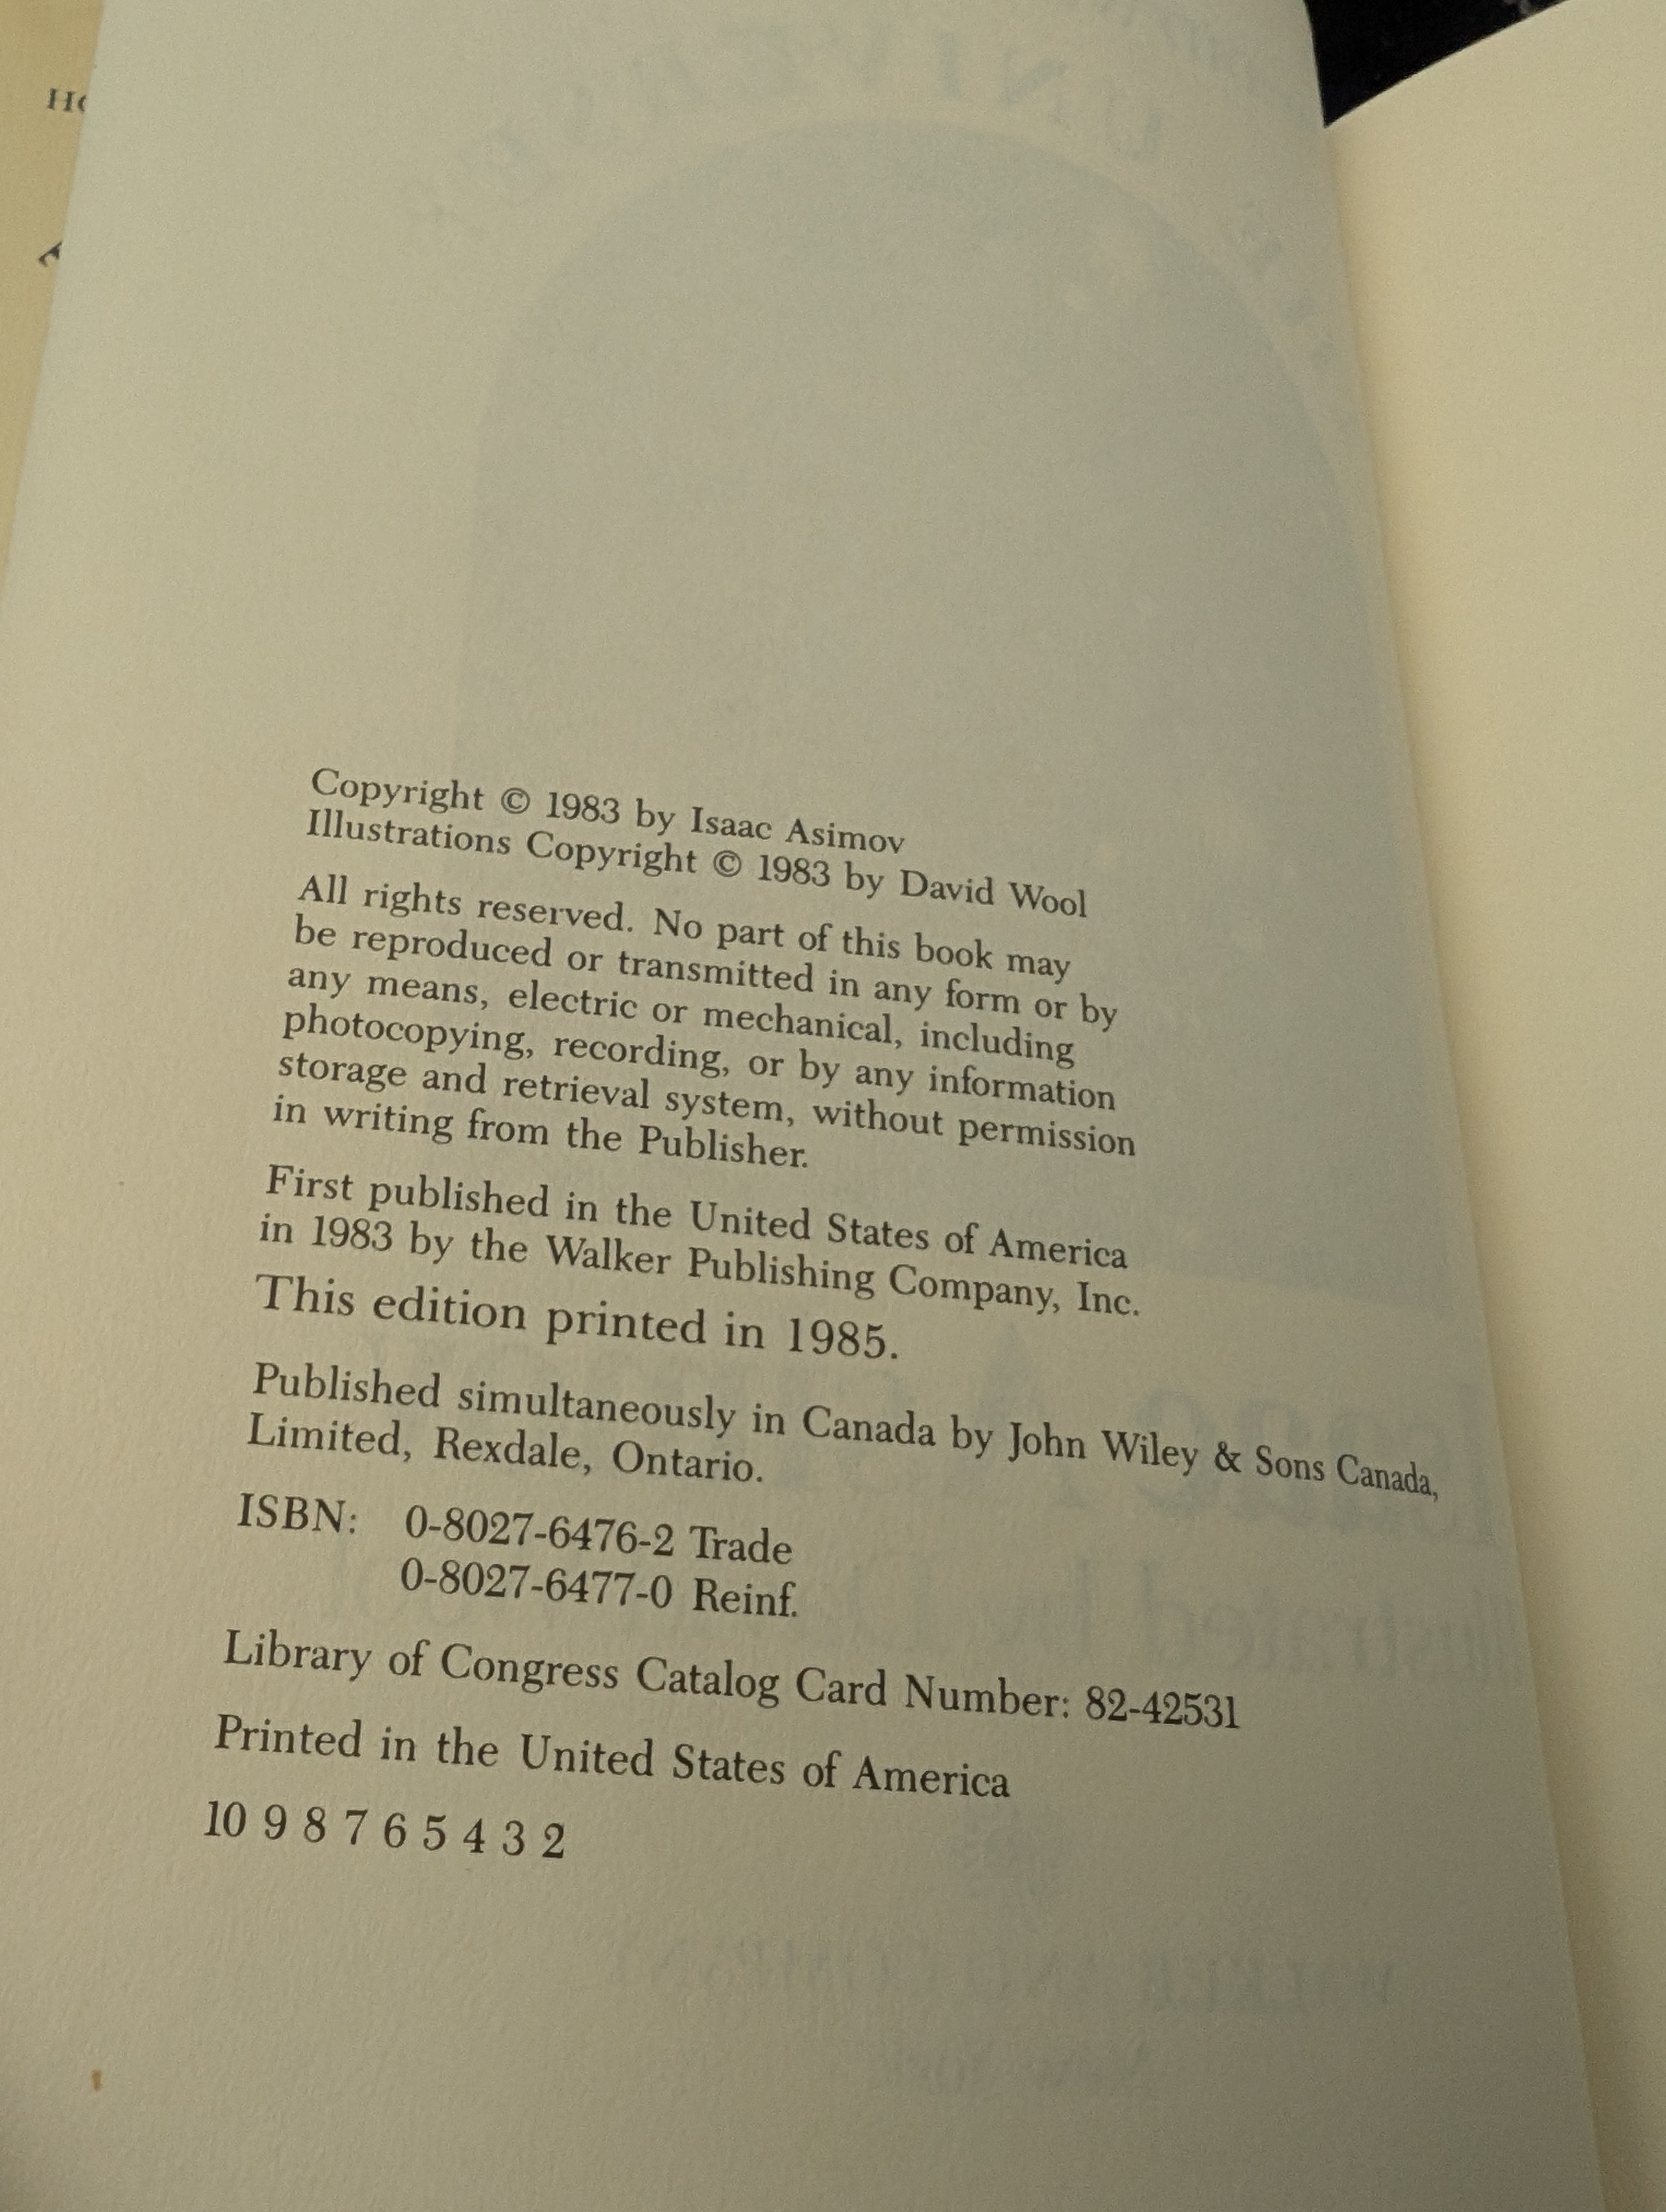 HO
Copyright © 1983 by Isaac Asimov
Illustrations Copyright © 1983 by David Wool
All rights reserved. No part of this book may
be reproduced or transmitted in any form or by
any means, electric or mechanical, including
photocopying, recording, or by any information
storage and retrieval system, without permission
in writing from the Publisher.
First published in the United States of America
in 1983 by the Walker Publishing Company, Inc.
This edition printed in 1985.
Published simultaneously in Canada by John Wiley & Sons Canada,
Limited, Rexdale, Ontario.
ISBN: 0-8027-6476-2 Trade
0-8027-6477-0 Reinf.
Library of Congress Catalog Card Number: 82-42531
Printed in the United States of America
10 9 8 7 6 5 4 3 2